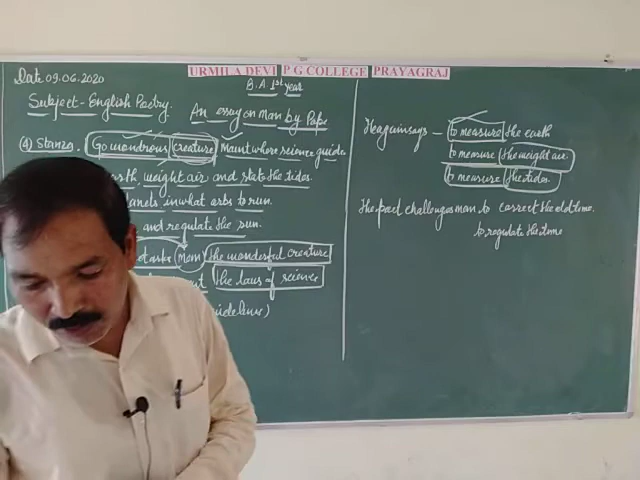 URMILA DEVI P G COLLEGE PRAYAGRAJ
Date 09.06.2020
B.A 1st year
Subject - English Poetry.
An essay on man by Pope
(4) Stanza. Go wondrous creature Mount where science guide
earth weight air and state the tides.
planets in what arts to run.
and regulate the sun.
man the wonderful creature
the laws of science
guideline)
He again says - to measure the earth
to measure the weight air
to measure the tides
The poet challenges man to correct the old time.
to regulate the time